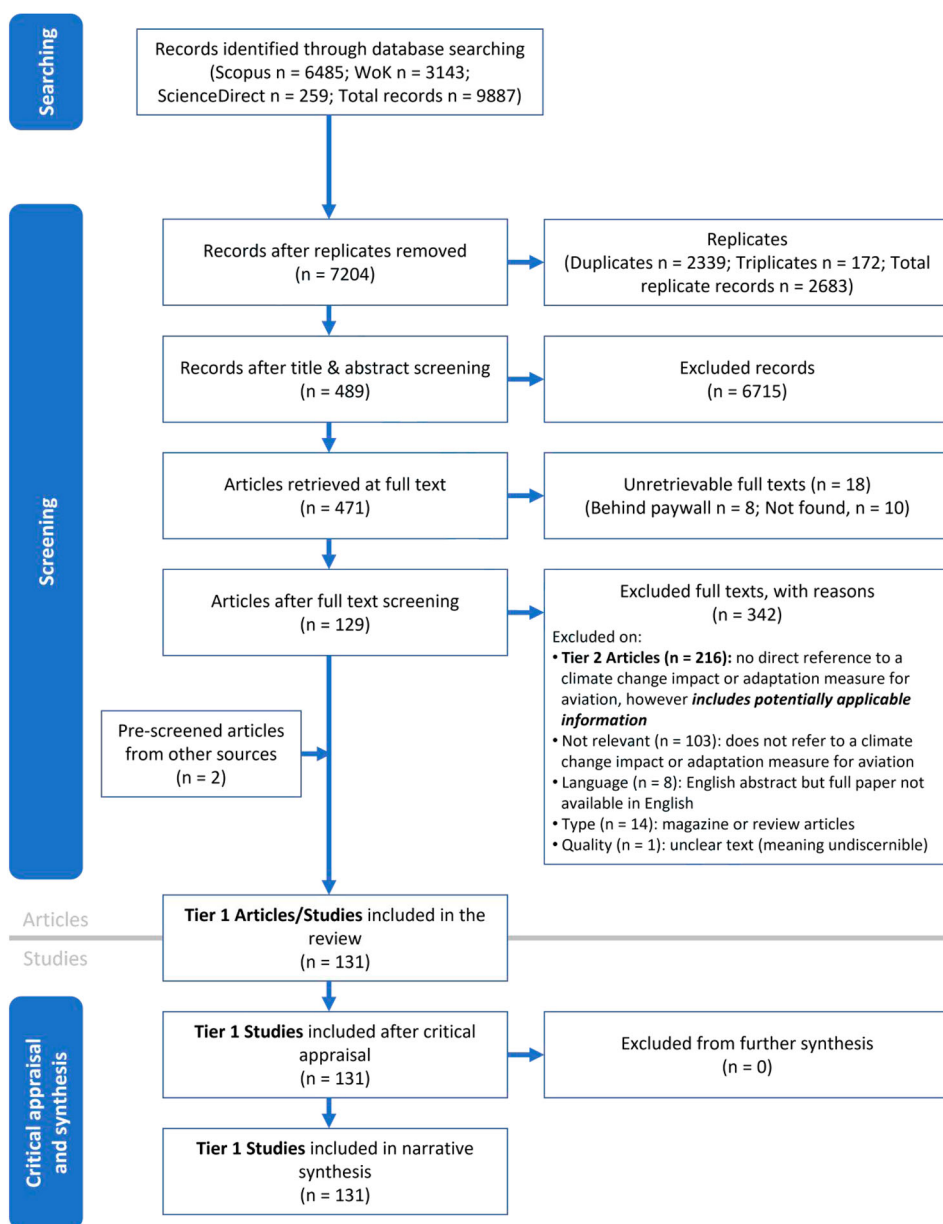 Searching
Records identified through database searching
(Scopus n = 6485; WoK n = 3143;
ScienceDirect n = 259; Total records n = 9887)
Screening
Records after replicates removed
(n = 7204)
Replicates
(Duplicates n = 2339; Triplicates n = 172; Total
replicate records n = 2683)
Records after title & abstract screening
(n = 489)
Excluded records
(n = 6715)
Articles retrieved at full text
(n = 471)
Unretrievable full texts (n = 18)
(Behind paywall n = 8; Not found, n = 10)
Articles after full text screening
(n = 129)
Excluded full texts, with reasons
(n = 342)
Excluded on:
• Tier 2 Articles (n = 216): no direct reference to a
climate change impact or adaptation measure for
aviation, however includes potentially applicable
information
• Not relevant (n = 103): does not refer to a climate
change impact or adaptation measure for aviation
• Language (n = 8): English abstract but full paper not
available in English
• Type (n = 14): magazine or review articles
• Quality (n = 1): unclear text (meaning undiscernible)
Pre-screened articles
from other sources
(n = 2)
Articles
Studies
Tier 1 Articles/Studies included in the
review
(n = 131)
Critical appraisal
and synthesis
Tier 1 Studies included after critical
appraisal
(n = 131)
Excluded from further synthesis
(n = 0)
Tier 1 Studies included in narrative
synthesis
(n = 131)